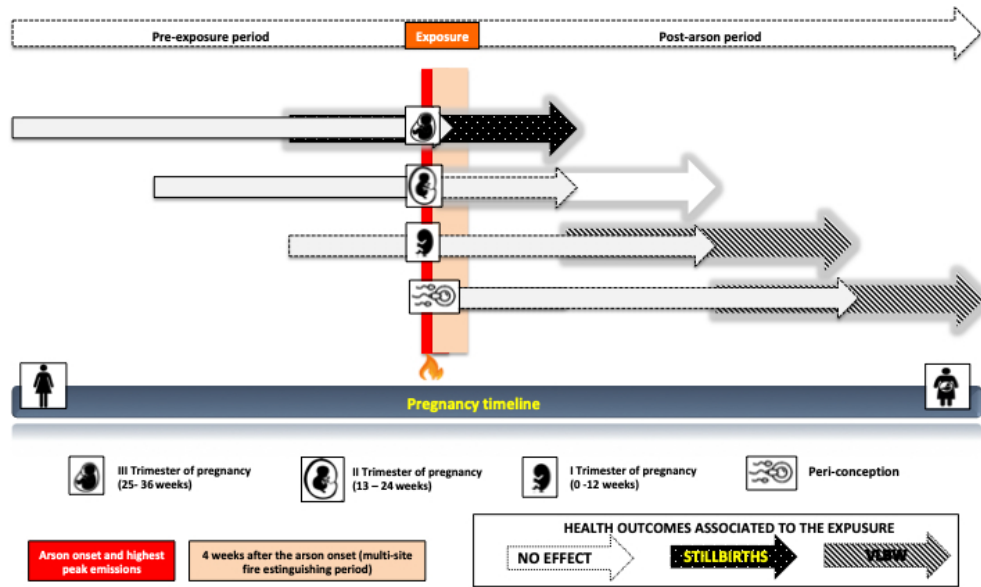 Pre-exposure period
Exposure
Post-arson period
Pregnancy timeline
III Trimester of pregnancy
(25- 36 weeks)
II Trimester of pregnancy
(13 – 24 weeks)
I Trimester of pregnancy
(0 -12 weeks)
Peri-conception
Arson onset and highest
peak emissions
4 weeks after the arson onset (multi-site
fire estinguishing period)
HEALTH OUTCOMES ASSOCIATED TO THE EXPUSURE
NO EFFECT
STILLBIRTHS
VLBW